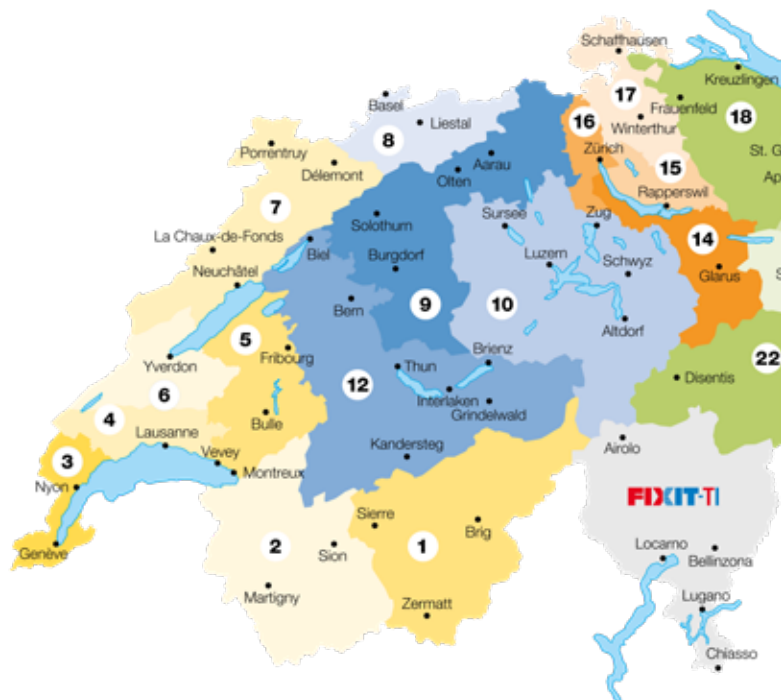 Schaffhausen
Kreuzlingen
17
Basel
Frauenfeld
18
Liestal
16
Winterthur
8
Porrentruy
Zürich
St. G
Aarau
Délemont
Olten
15
Ap
Rapperswil
7
Solothurn
Sursee
Zug
La Chaux-de-Fonds
Biel
14
Burgdorf
Luzern
Schwyz
Glarus
Neuchâtel
S
Bern
9
10
Altdorf
5
Fribourg
Brienz
22
Yverdon
Thun
Disentis
12
6
Interlaken
Grindelwald
4
Bulle
Lausanne
Kandersteg
Airolo
3
Vevey
Montreux
Nyon
FIXIT-TI
Sierre
Brig
Genève
2
Sion
1
Locarno
Bellinzona
Martigny
Lugano
Zermatt
Chiasso